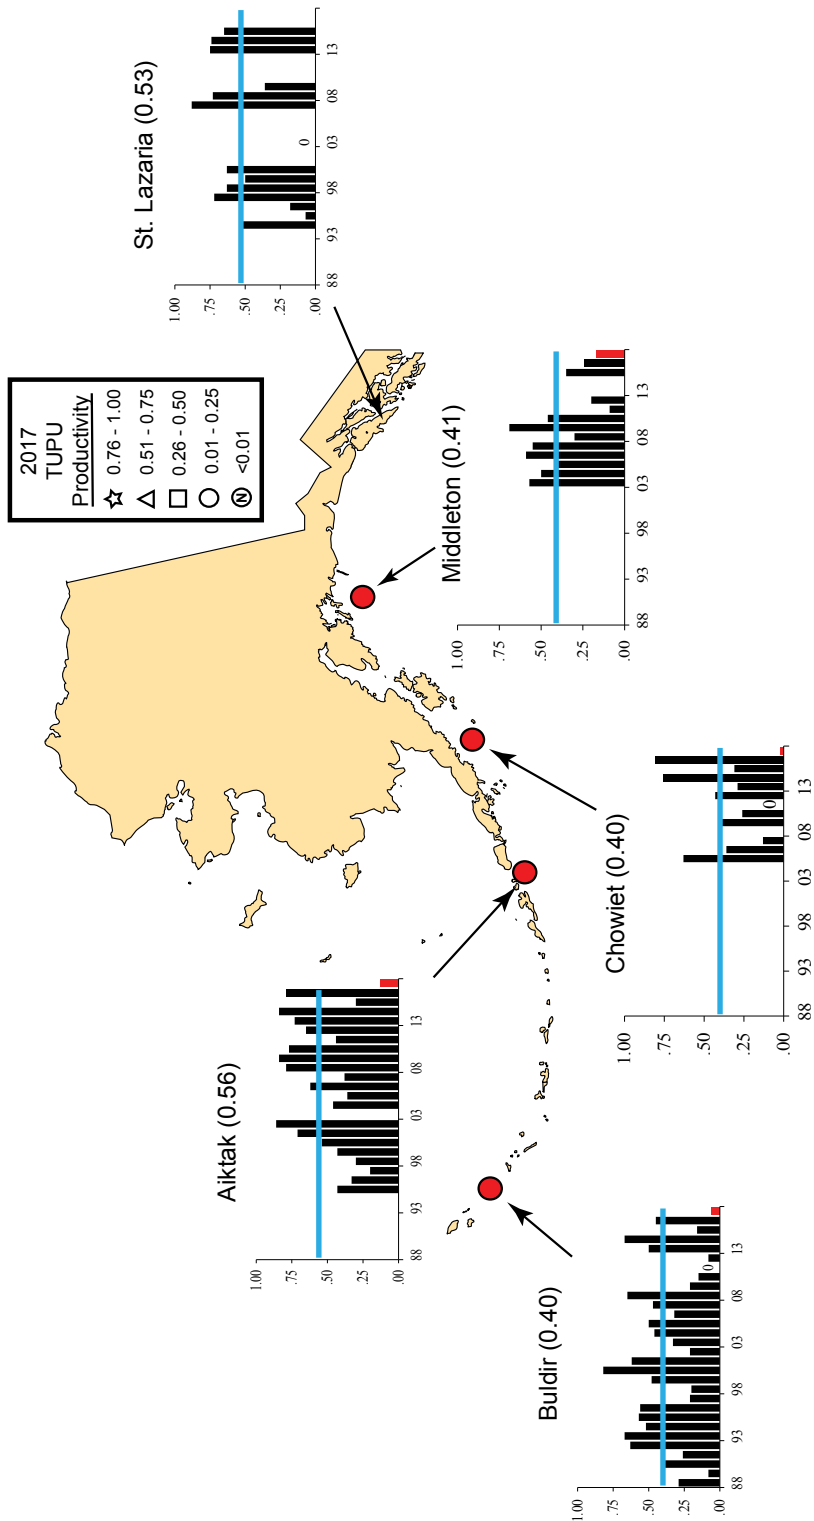 2017
TUPU
Productivity
0.76 - 1.00
0.51 - 0.75
0.26 - 0.50
0.01 - 0.25
N <0.01
St. Lazaria (0.53)
1.00
.75
.50
.25
.00
0
88 93 98 03 08 13
Middleton (0.41)
1.00
.75
.50
.25
.00
88 93 98 03 08 13
Chowiet (0.40)
1.00
.75
.50
.25
.00
0
88 93 98 03 08 13
Aiktak (0.56)
1.00
.75
.50
.25
.00
88 93 98 03 08 13
Buldir (0.40)
1.00
.75
.50
.25
.00
0
88 93 98 03 08 13